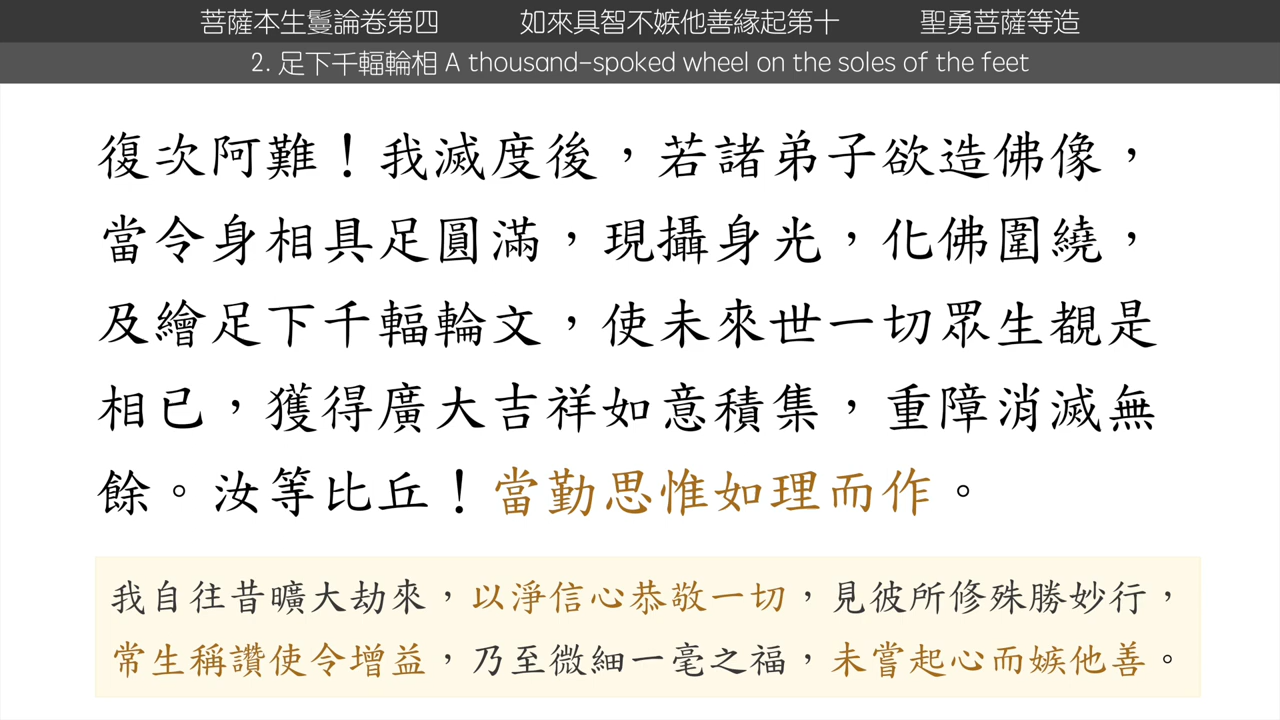 菩薩本生鬘論卷第四 如來具智不嫉他善緣起第十 聖勇菩薩等造
2. 足下千輻輪相 A thousand-spoked wheel on the soles of the feet
復次阿難！我滅度後，若諸弟子欲造佛像，
當令身相具足圓滿，現攝身光，化佛圍繞，
及繪足下千輻輪文，使未來世一切眾生覩是
相已，獲得廣大吉祥如意積集，重障消滅無
餘。汝等比丘！當勤思惟如理而作。
我自往昔曠大劫來，以淨信心恭敬一切，見彼所修殊勝妙行，
常生稱讚使令增益，乃至微細一毫之福，未嘗起心而嫉他善。